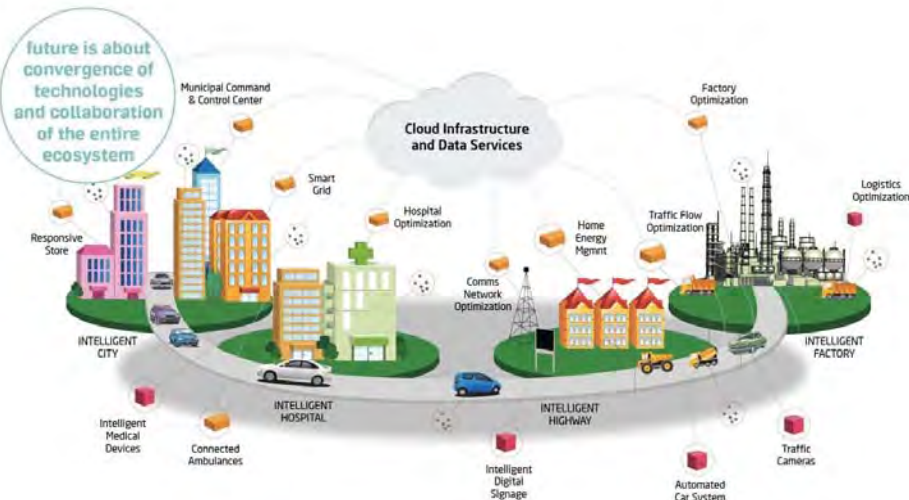 future is about
convergence of
technologies
and collaboration
of the entire
ecosystem
Municipal Command
& Control Center
Cloud Infrastructure
and Data Services
Factory
Optimization
Smart
Grid
Logistics
Optimization
Responsive
Store
Hospital
Optimization
Home
Energy
Mgmnt
Traffic Flow
Optimization
Comms
Network
Optimization
INTELLIGENT
CITY
INTELLIGENT
FACTORY
INTELLIGENT
HOSPITAL
INTELLIGENT
HIGHWAY
Intelligent
Medical
Devices
Connected
Ambulances
Intelligent
Digital
Signage
Automated
Car System
Traffic
Cameras